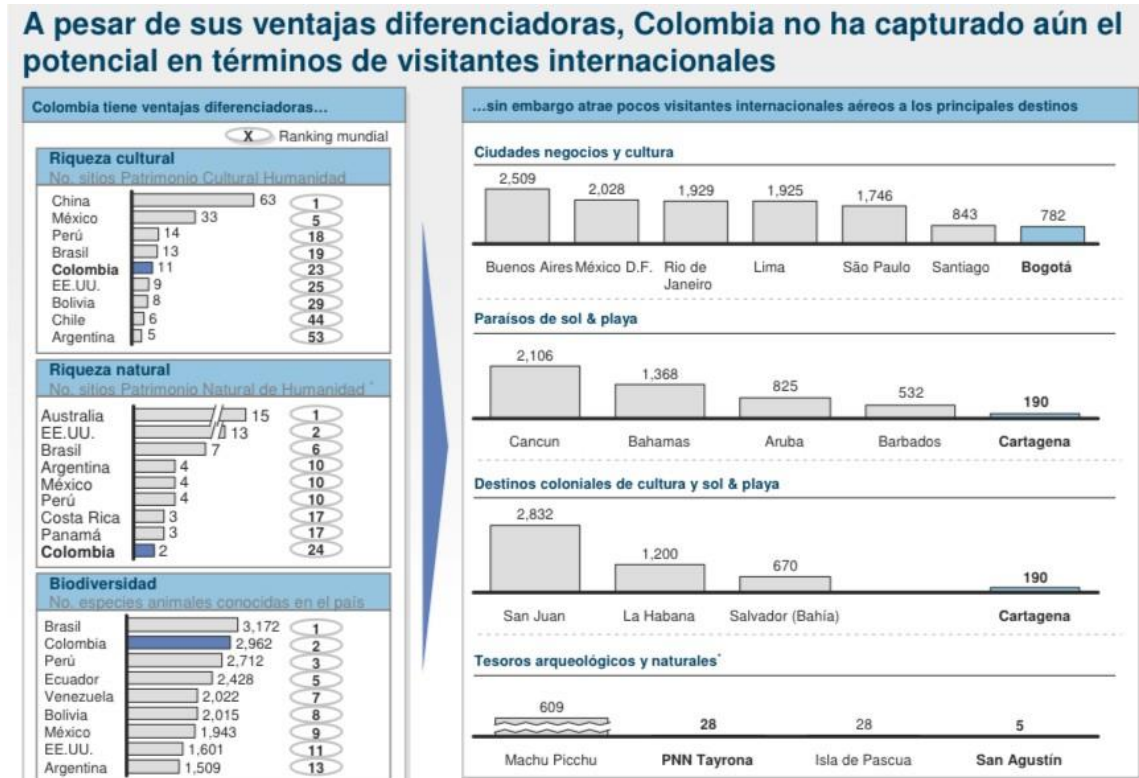 A pesar de sus ventajas diferenciadoras, Colombia no ha capturado aún el
potencial en términos de visitantes internacionales
Colombia tiene ventajas diferenciadoras…
X Ranking mundial
Riqueza cultural
No. sitios Patrimonio Cultural Humanidad
China 63 1
México 33 5
Perú 14 18
Brasil 13 19
Colombia 11 23
EE.UU. 9 25
Bolivia 8 29
Chile 6 44
Argentina 5 53
Riqueza natural
No. sitios Patrimonio Natural de Humanidad *
Australia 15 1
EE.UU. 13 2
Brasil 7 6
Argentina 4 10
México 4 10
Perú 4 10
Costa Rica 3 17
Panamá 3 17
Colombia 2 24
Biodiversidad
No. especies animales conocidas en el país
Brasil 3,172 1
Colombia 2,962 2
Perú 2,712 3
Ecuador 2,428 5
Venezuela 2,022 7
Bolivia 2,015 8
México 1,943 9
EE.UU. 1,601 11
Argentina 1,509 13
…sin embargo atrae pocos visitantes internacionales aéreos a los principales destinos
Ciudades negocios y cultura
2,509 2,028 1,929 1,925 1,746 843 782
Buenos Aires México D.F. Rio de Lima São Paulo Santiago Bogotá
Janeiro
Paraísos de sol & playa
2,106 1,368 825 532 190
Cancun Bahamas Aruba Barbados Cartagena
Destinos coloniales de cultura y sol & playa
2,832 1,200 670 190
San Juan La Habana Salvador (Bahía) Cartagena
Tesoros arqueológicos y naturales*
609 28 28 5
Machu Picchu PNN Tayrona Isla de Pascua San Agustín